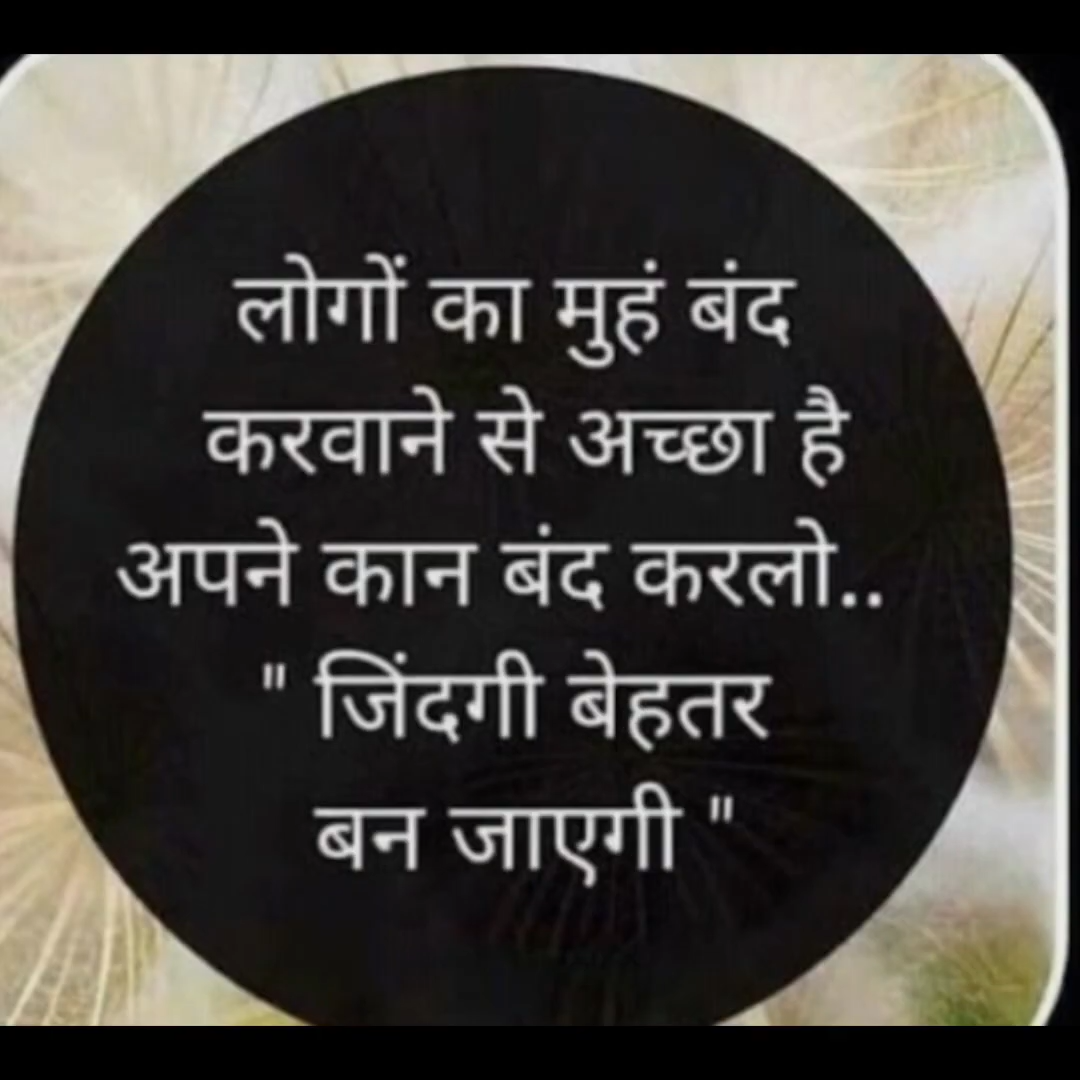 लोगों का मुहं बंद
करवाने से अच्छा है
अपने कान बंद करलो..
" जिंदगी बेहतर
बन जाएगी "